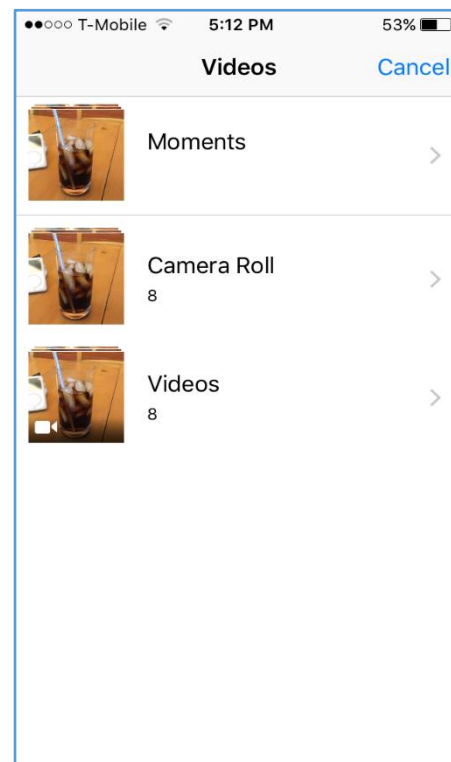 T-Mobile 5:12 PM 53%
Videos Cancel
Moments
Camera Roll
8
Videos
8